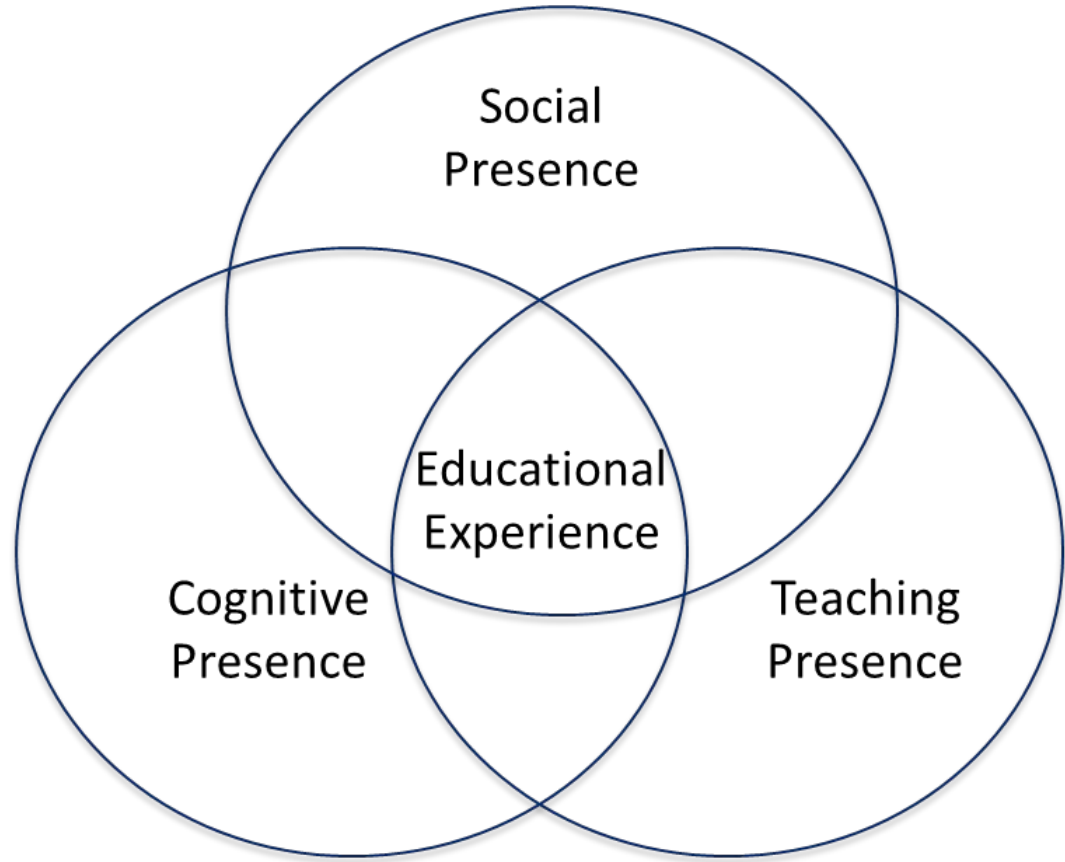 Social
Presence
Educational
Experience
Cognitive
Presence
Teaching
Presence